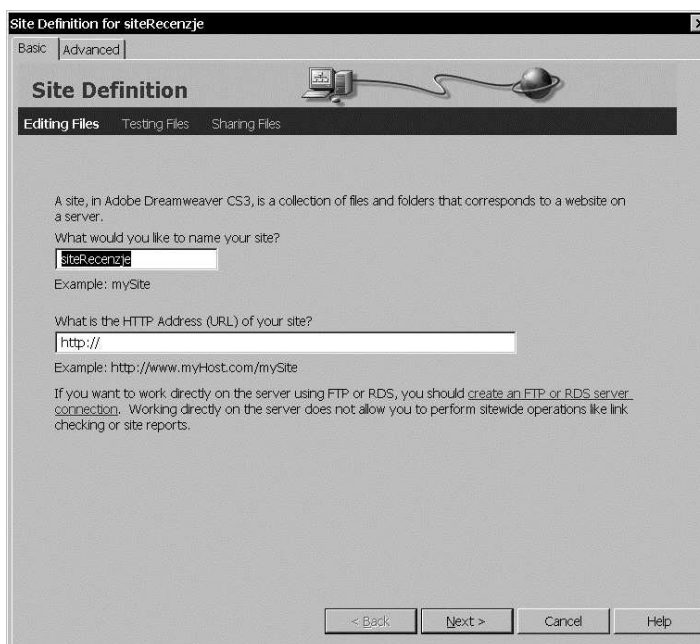 Site Definition for siteRecenzje
Basic Advanced
Site Definition
Editing Files Testing Files Sharing Files
A site, in Adobe Dreamweaver CS3, is a collection of files and folders that corresponds to a website on
a server.
What would you like to name your site?
siteRecenzje
Example: mySite
What is the HTTP Address (URL) of your site?
http://
Example: http://www.myHost.com/mySite
If you want to work directly on the server using FTP or RDS, you should create an FTP or RDS server
connection. Working directly on the server does not allow you to perform sitewide operations like link
checking or site reports.
< Back Next > Cancel Help